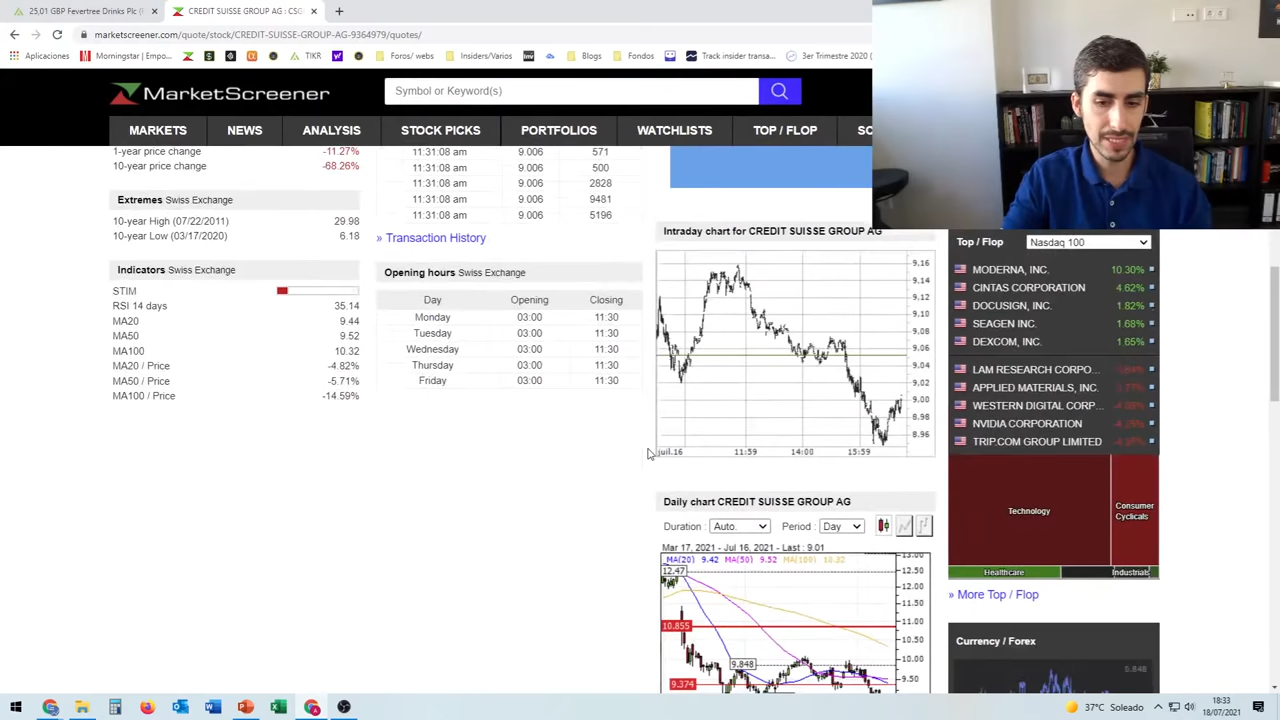 25,01 GBP Fevertree Drinks Plc (F
CREDIT SUISSE GROUP AG : CSG
marketscreener.com/quote/stock/CREDIT-SUISSE-GROUP-AG-9364979/quotes/
Aplicaciones
Morningstar | Empo...
TIKR
Foros/ webs
Insiders/Varios
Blogs
Fondos
Track insider transa...
3er Trimestre 2020
MarketScreener
Symbol or Keyword(s)
MARKETS NEWS ANALYSIS STOCK PICKS PORTFOLIOS WATCHLISTS TOP / FLOP SC
1-year price change -11.27%
10-year price change -68.26%
Extremes Swiss Exchange
10-year High (07/22/2011) 29.98
10-year Low (03/17/2020) 6.18
Indicators Swiss Exchange
STIM
RSI 14 days 35.14
MA20 9.44
MA50 9.52
MA100 10.32
MA20 / Price -4.82%
MA50 / Price -5.71%
MA100 / Price -14.59%
11:31:08 am 9.006 571
11:31:08 am 9.006 500
11:31:08 am 9.006 2828
11:31:08 am 9.006 9481
11:31:08 am 9.006 5196
» Transaction History
Opening hours Swiss Exchange
Day Opening Closing
Monday 03:00 11:30
Tuesday 03:00 11:30
Wednesday 03:00 11:30
Thursday 03:00 11:30
Friday 03:00 11:30
Intraday chart for CREDIT SUISSE GROUP AG
9,16
9,14
9,12
9,10
9,08
9,06
9,04
9,02
9,00
8,98
8,96
juil.16 11:59 14:00 15:59
Daily chart CREDIT SUISSE GROUP AG
Duration : Auto. Period : Day
Mar 17, 2021 - Jul 16, 2021 - Last : 9.01
MA(20) 9.42 MA(50) 9.52 MA(100) 10.32
13.00
12.47
12.50
12.00
11.50
11.00
10.855
10.00
9.848
9.50
9.374
Top / Flop Nasdaq 100
MODERNA, INC. 10.30%
CINTAS CORPORATION 4.62%
DOCUSIGN, INC. 1.82%
SEAGEN INC. 1.68%
DEXCOM, INC. 1.65%
LAM RESEARCH CORPO...
APPLIED MATERIALS, INC.
WESTERN DIGITAL CORP...
NVIDIA CORPORATION
TRIP.COM GROUP LIMITED
Technology
Consumer
Cyclicals
Healthcare
Industrials
» More Top / Flop
Currency / Forex
0.848
37°C Soleado
18:33
18/07/2021